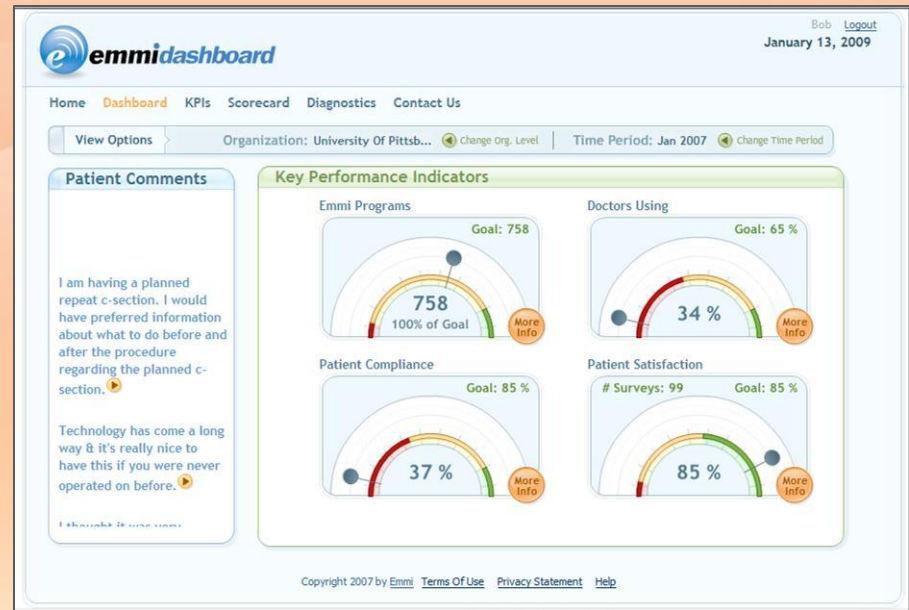 Bob Logout
January 13, 2009
e emmidashboard
Home Dashboard KPIs Scorecard Diagnostics Contact Us
View Options Organization: University Of Pittsb... Change Org. Level Time Period: Jan 2007 Change Time Period
Patient Comments
I am having a planned
repeat c-section. I would
have preferred information
about what to do before and
after the procedure
regarding the planned c-
section.
Technology has come a long
way & it's really nice to
have this if you were never
operated on before.
I thought it was very
Key Performance Indicators
Emmi Programs
Goal: 758
758
100% of Goal
More
Info
Doctors Using
Goal: 65 %
34 %
More
Info
Patient Compliance
Goal: 85 %
37 %
More
Info
Patient Satisfaction
# Surveys: 99 Goal: 85 %
85 %
More
Info
Copyright 2007 by Emmi Terms Of Use Privacy Statement Help